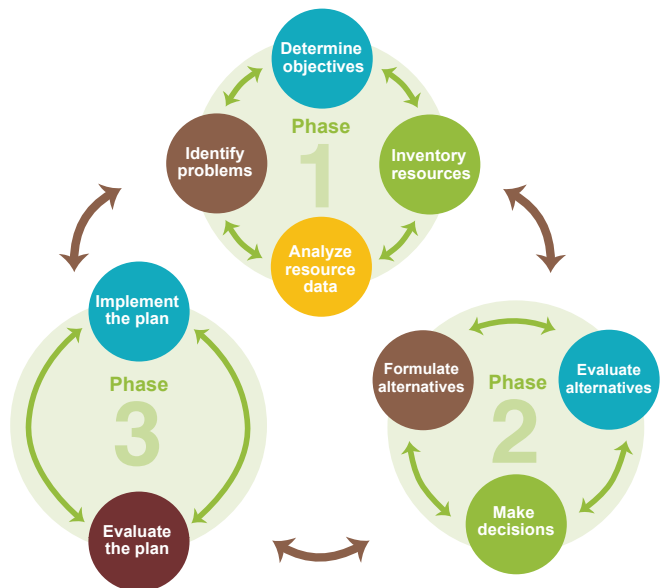 Determine
objectives
Phase
1
Identify
problems
Inventory
resources
Analyze
resource
data
Implement
the plan
Phase
3
Evaluate
the plan
Formulate
alternatives
Phase
2
Evaluate
alternatives
Make
decisions